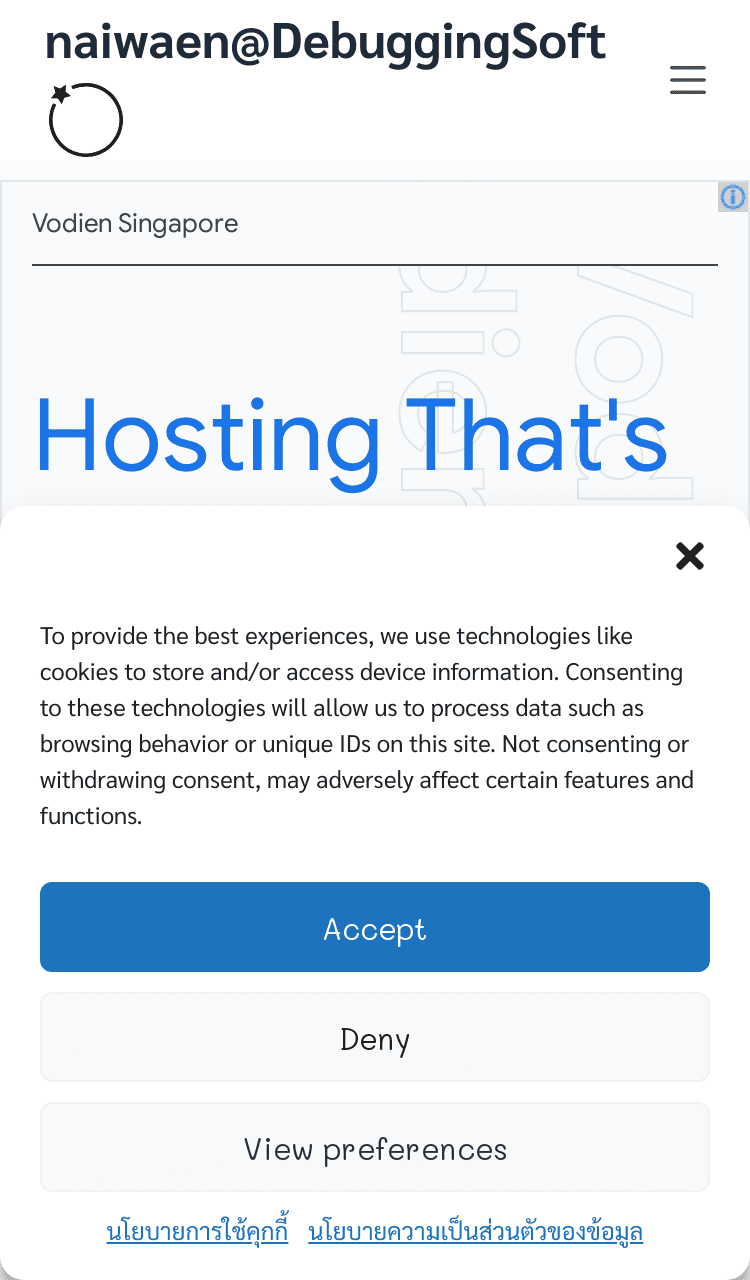 naiwaen@DebuggingSoft
Vodien Singapore
Vodien
Hosting That's
To provide the best experiences, we use technologies like
cookies to store and/or access device information. Consenting
to these technologies will allow us to process data such as
browsing behavior or unique IDs on this site. Not consenting or
withdrawing consent, may adversely affect certain features and
functions.
Accept
Deny
View preferences
นโยบายการใช้คุกกี้ นโยบายความเป็นส่วนตัวของข้อมูล